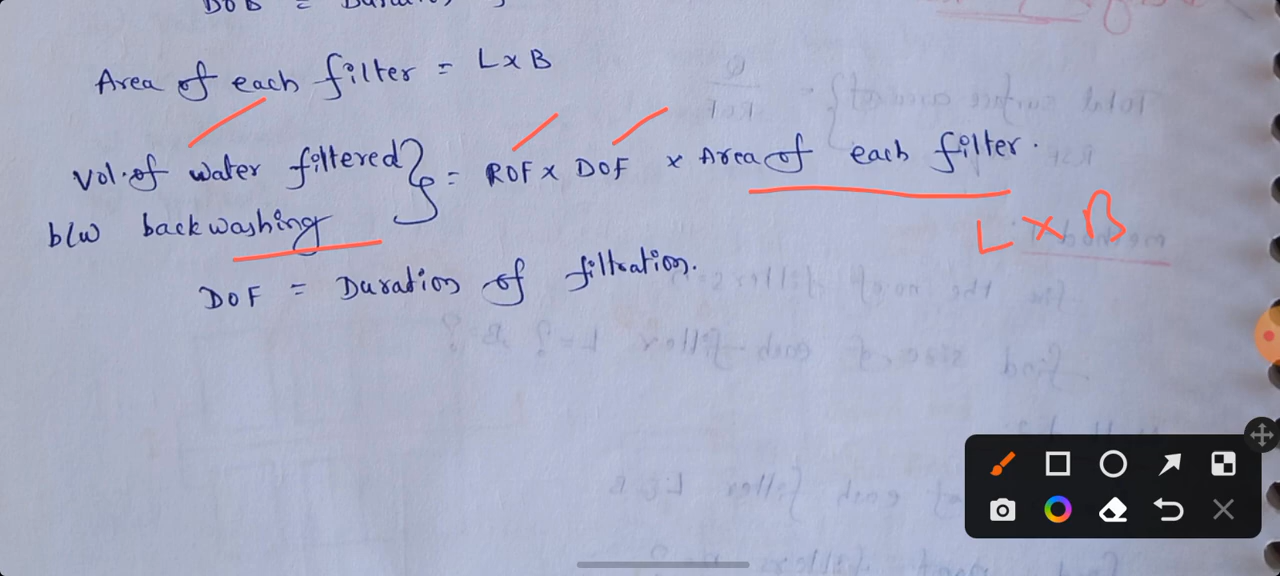 DOB =
Area of each filter = L x B
Vol. of water filtered } = ROF x DOF x Area of each filter.
b/w backwashing
L x B
DOF = Duration of filtration.